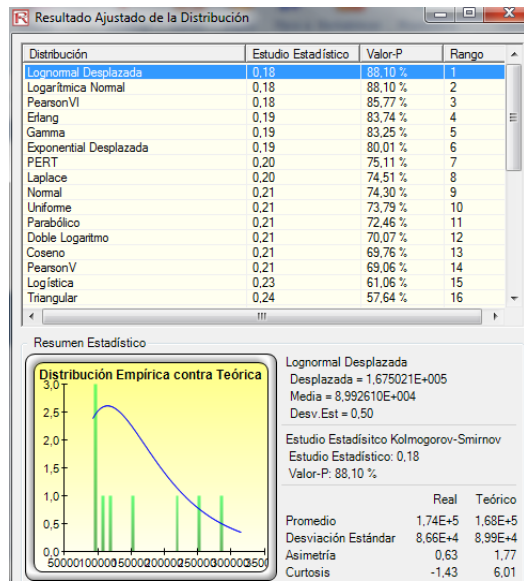 Resultado Ajustado de la Distribución
Distribución Estudio Estadístico Valor-P Rango
Lognormal Desplazada 0,18 88,10 % 1
Logarítmica Normal 0,18 88,10 % 2
PearsonVI 0,18 85,77 % 3
Erlang 0,19 83,74 % 4
Gamma 0,19 83,25 % 5
Exponential Desplazada 0,19 80,01 % 6
PERT 0,20 75,11 % 7
Laplace 0,20 74,51 % 8
Normal 0,21 74,30 % 9
Uniforme 0,21 73,79 % 10
Parabólico 0,21 72,46 % 11
Doble Logaritmo 0,21 70,07 % 12
Coseno 0,21 69,76 % 13
PearsonV 0,21 69,06 % 14
Logística 0,23 61,06 % 15
Triangular 0,24 57,64 % 16
Resumen Estadístico
Distribución Empírica contra Teórica
3,0
2,5
2,0
1,5
1,0
0,5
0,0
500001000001500002000002500003000003500
Lognormal Desplazada
Desplazada = 1,675021E+005
Media = 8,992610E+004
Desv.Est = 0,50
Estudio Estadísitco Kolmogorov-Smirnov
Estudio Estadístico: 0,18
Valor-P: 88,10 %
Real Teórico
Promedio 1,74E+5 1,68E+5
Desviación Estándar 8,66E+4 8,99E+4
Asimetría 0,63 1,77
Curtosis -1,43 6,01